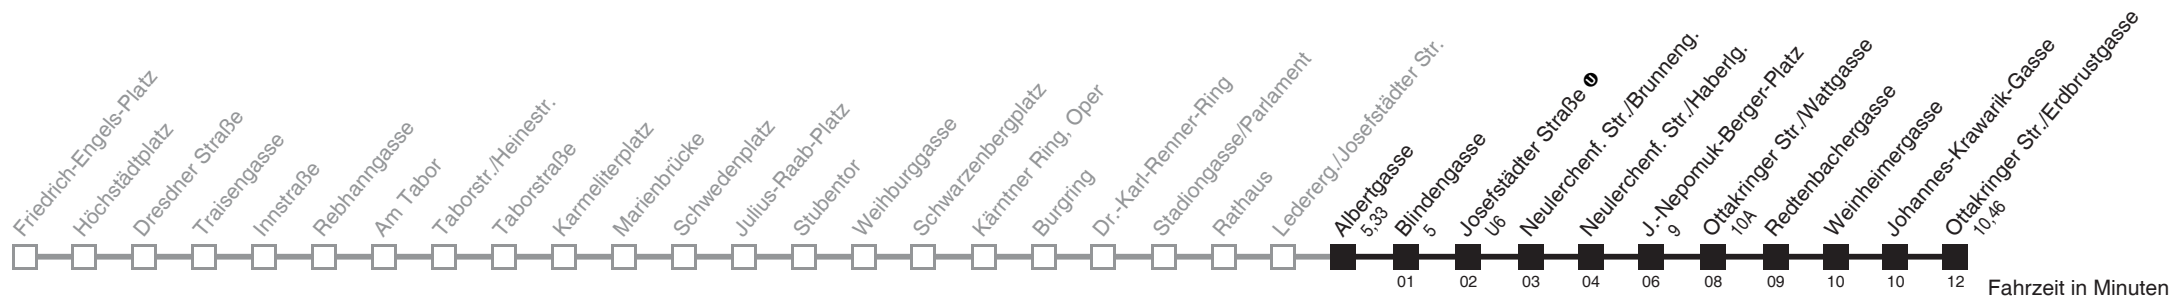 Friedrich-Engels-Platz
Höchstädtplatz
Dresdner Straße
Traisengasse
Innstraße
Rebhanngasse
Am Tabor
Taborstr./Heinestr.
Taborstraße
Karmeliterplatz
Marienbrücke
Schwedenplatz
Julius-Raab-Platz
Stubentor
Weihburggasse
Schwarzenbergplatz
Kärntner Ring, Oper
Burgring
Dr.-Karl-Renner-Ring
Stadiongasse/Parlament
Rathaus
Ledererg./Josefstädter Str.
Albertgasse
5,33
Blindengasse
5
Josefstädter Straße U
U6
Neulerchenf. Str./Brunneng.
Neulerchenf. Str./Haberlg.
J.-Nepomuk-Berger-Platz
9
Ottakringer Str./Wattgasse
10A
Redtenbachergasse
Weinheimergasse
Johannes-Krawarik-Gasse
Ottakringer Str./Erdbrustgasse
10,46
01 02 03 04 06 08 09 10 10 12 Fahrzeit in Minuten